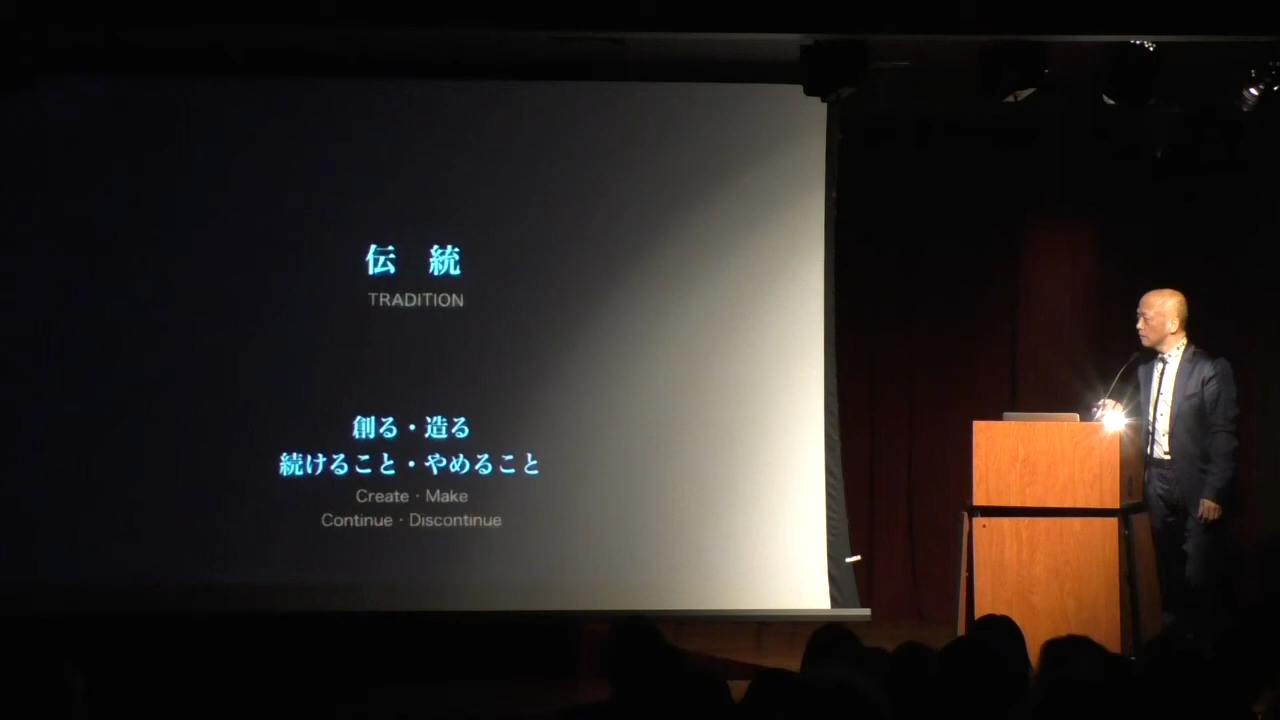 伝　統
TRADITION
創る・造る
続けること・やめること
Create · Make
Continue · Discontinue